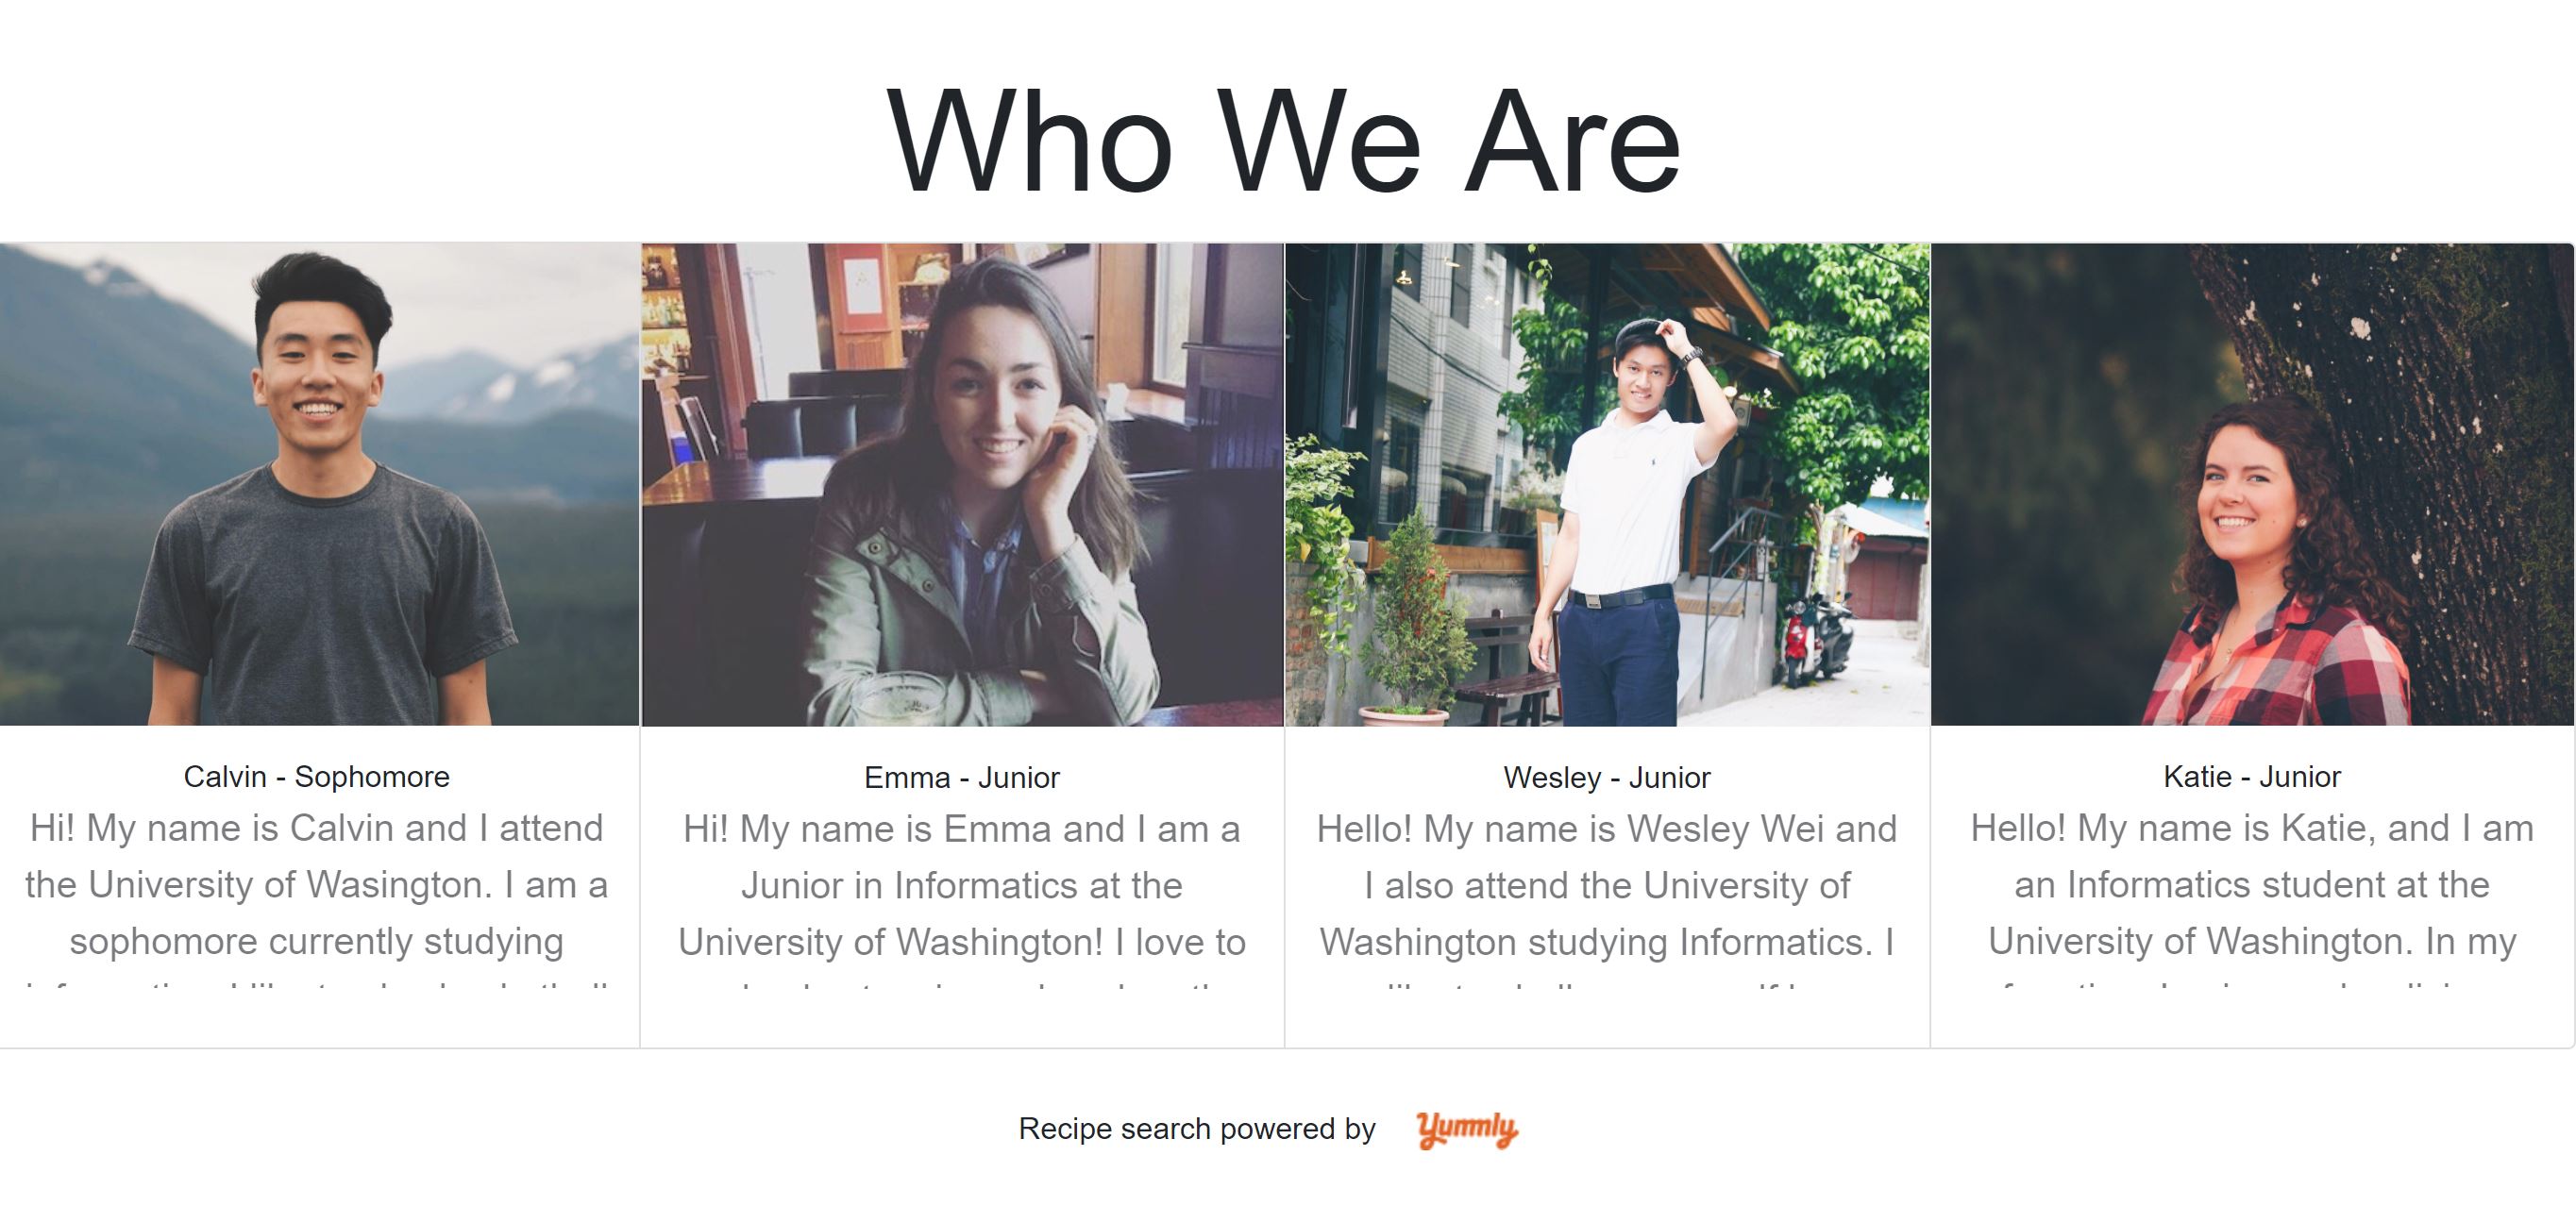 Who We Are
Calvin - Sophomore
Hi! My name is Calvin and I attend
the University of Wasington. I am a
sophomore currently studying
Emma - Junior
Hi! My name is Emma and I am a
Junior in Informatics at the
University of Washington! I love to
Wesley - Junior
Hello! My name is Wesley Wei and
I also attend the University of
Washington studying Informatics. I
Katie - Junior
Hello! My name is Katie, and I am
an Informatics student at the
University of Washington. In my
Recipe search powered by Yummly